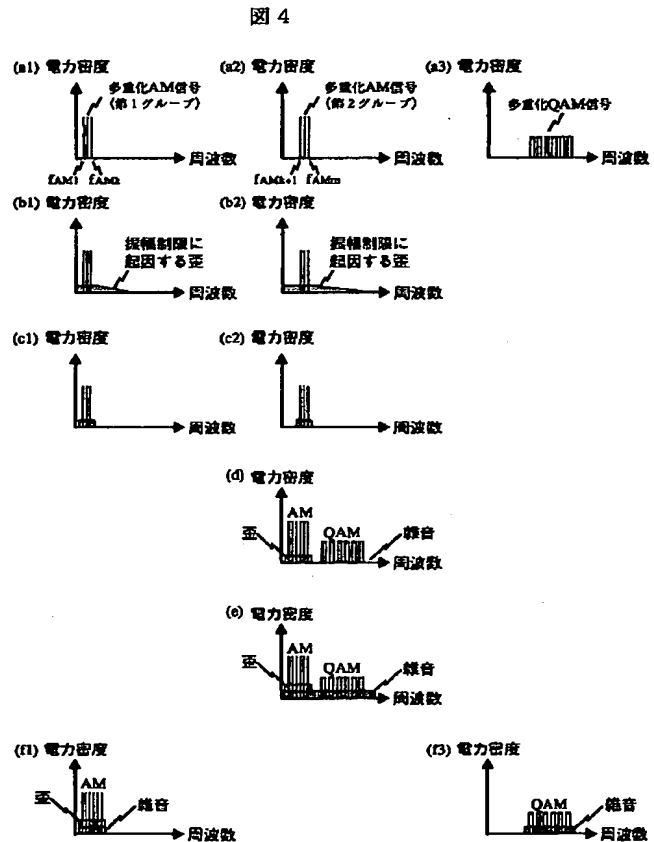 図 4
(a1) 電力密度
多重化AM信号
(第1グループ)
周波数
fAM1 fAMk
(a2) 電力密度
多重化AM信号
(第2グループ)
周波数
fAMk+1 fAMm
(a3) 電力密度
多重化QAM信号
周波数
(b1) 電力密度
振幅制限に
起因する歪
周波数
(b2) 電力密度
振幅制限に
起因する歪
周波数
(c1) 電力密度
周波数
(c2) 電力密度
周波数
(d) 電力密度
AM
歪 QAM 雑音
周波数
(e) 電力密度
AM
歪 QAM 雑音
周波数
(f1) 電力密度
AM
歪 雑音
周波数
(f3) 電力密度
QAM 雑音
周波数